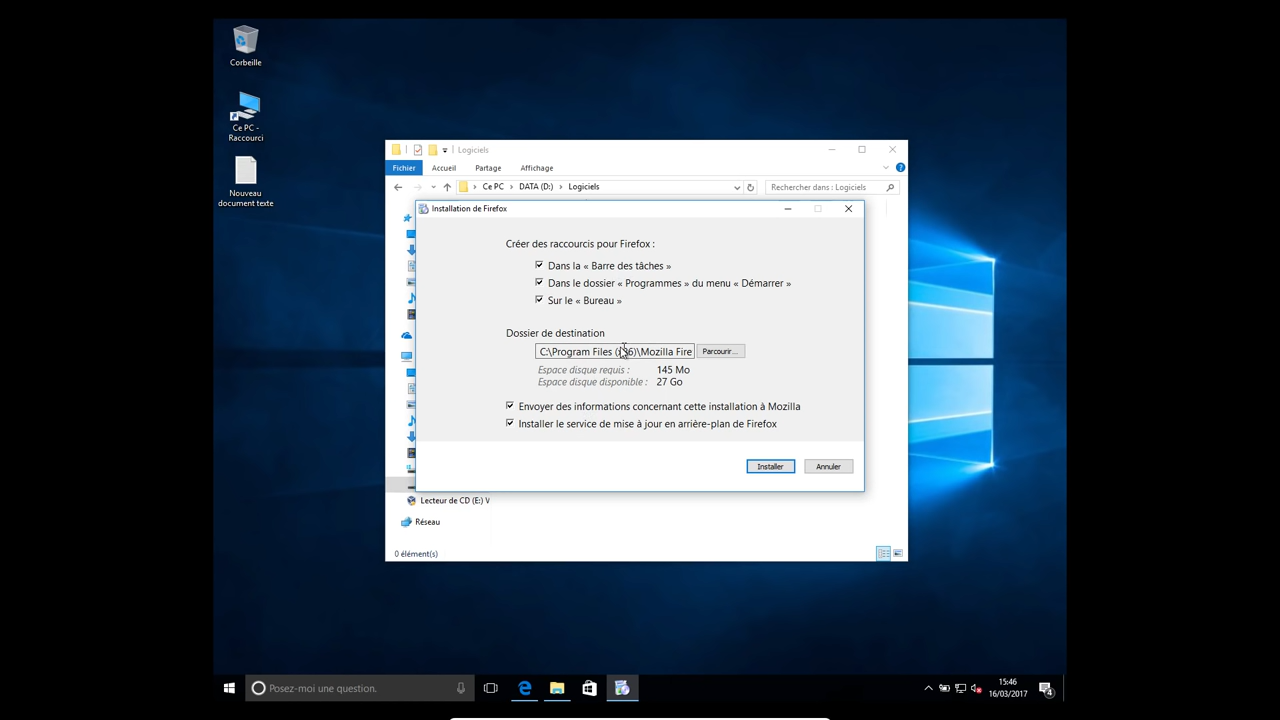 Corbeille
Ce PC -
Raccourci
Nouveau
document texte
Logiciels
Fichier
Accueil
Partage
Affichage
Ce PC
DATA (D:)
Logiciels
Rechercher dans : Logiciels
Installation de Firefox
Créer des raccourcis pour Firefox :
Dans la « Barre des tâches »
Dans le dossier « Programmes » du menu « Démarrer »
Sur le « Bureau »
Dossier de destination
C:\Program Files (x86)\Mozilla Fire
Parcourir...
Espace disque requis : 145 Mo
Espace disque disponible : 27 Go
Envoyer des informations concernant cette installation à Mozilla
Installer le service de mise à jour en arrière-plan de Firefox
Installer
Annuler
Lecteur de CD (E:) V
Réseau
0 élément(s)
Posez-moi une question.
15:46
16/03/2017
4